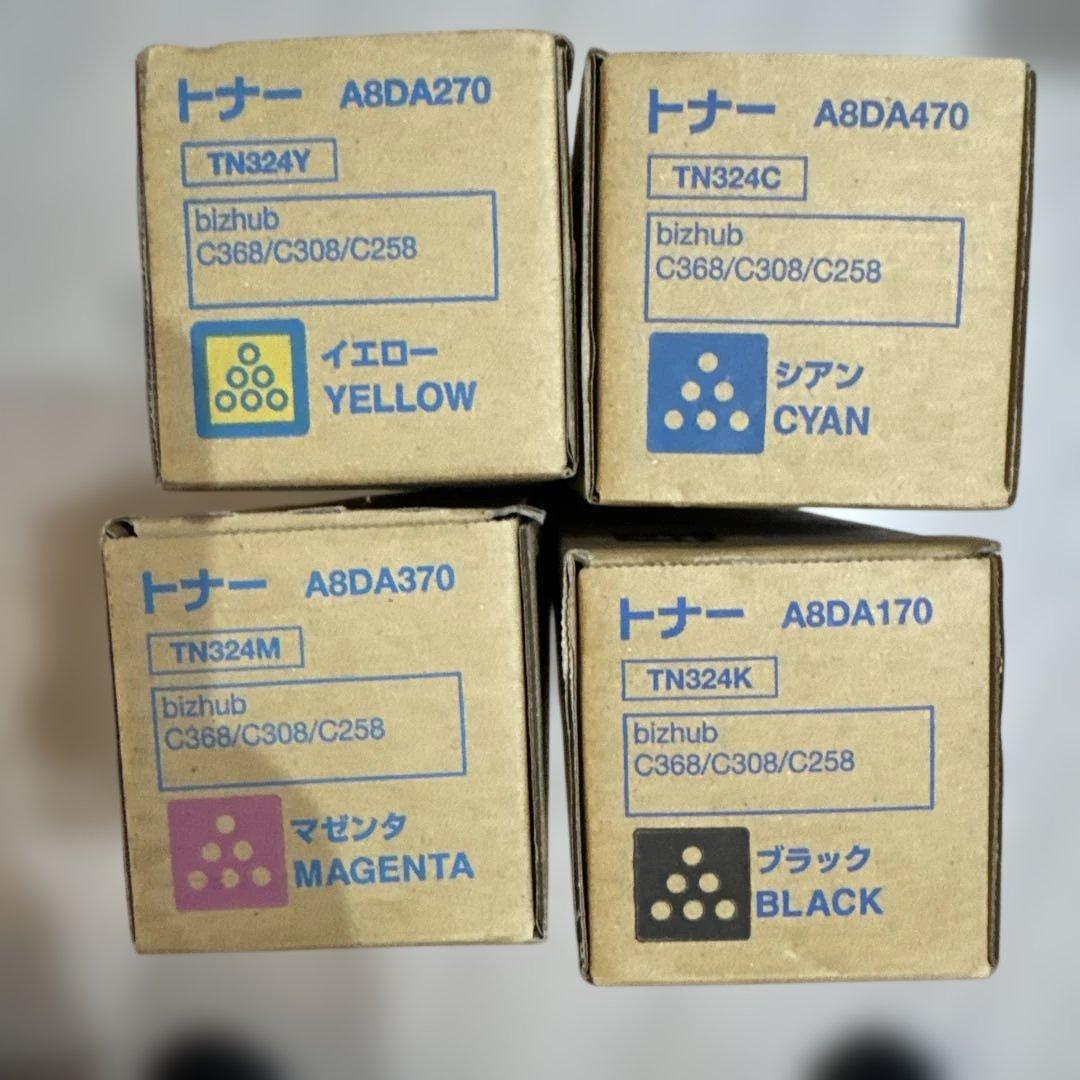 トナー A8DA270
TN324Y
bizhub
C368/C308/C258
イエロー
YELLOW
トナー A8DA470
TN324C
bizhub
C368/C308/C258
シアン
CYAN
トナー A8DA370
TN324M
bizhub
C368/C308/C258
マゼンタ
MAGENTA
トナー A8DA170
TN324K
bizhub
C368/C308/C258
ブラック
BLACK